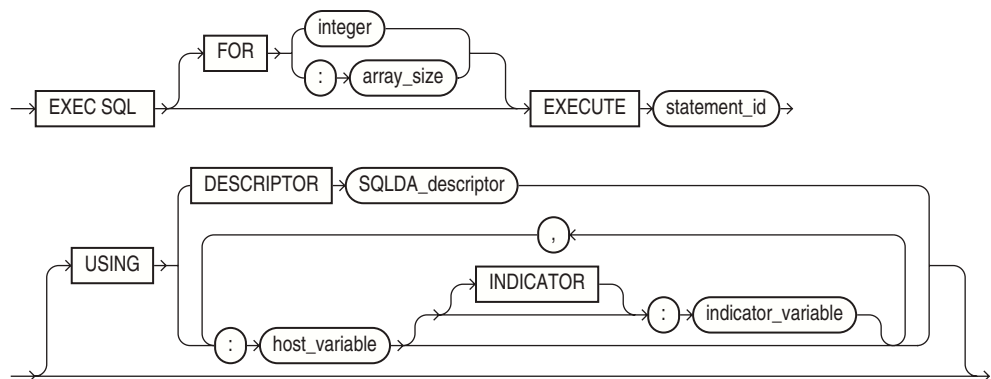 integer
FOR
: array_size
EXEC SQL EXECUTE statement_id
DESCRIPTOR SQLDA_descriptor
,
USING
INDICATOR
: indicator_variable
: host_variable